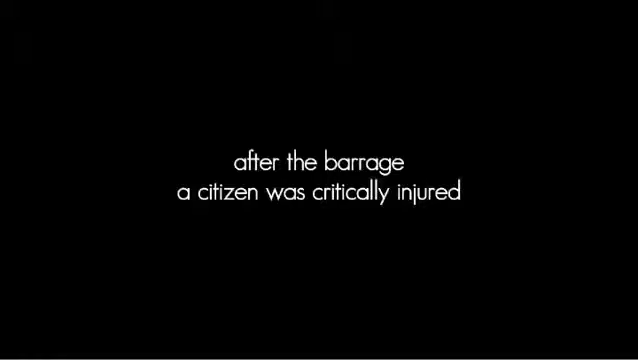 after the barrage
a citizen was critically injured